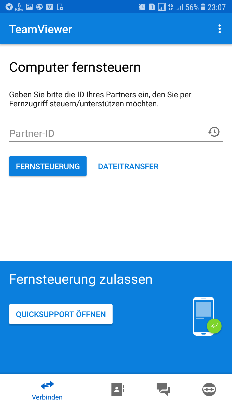 56% 23:07
TeamViewer
Computer fernsteuern
Geben Sie bitte die ID Ihres Partners ein, den Sie per
Fernzugriff steuern/unterstützen möchten.
Partner-ID
FERNSTEUERUNG DATEITRANSFER
Fernsteuerung zulassen
QUICKSUPPORT ÖFFNEN
Verbinden